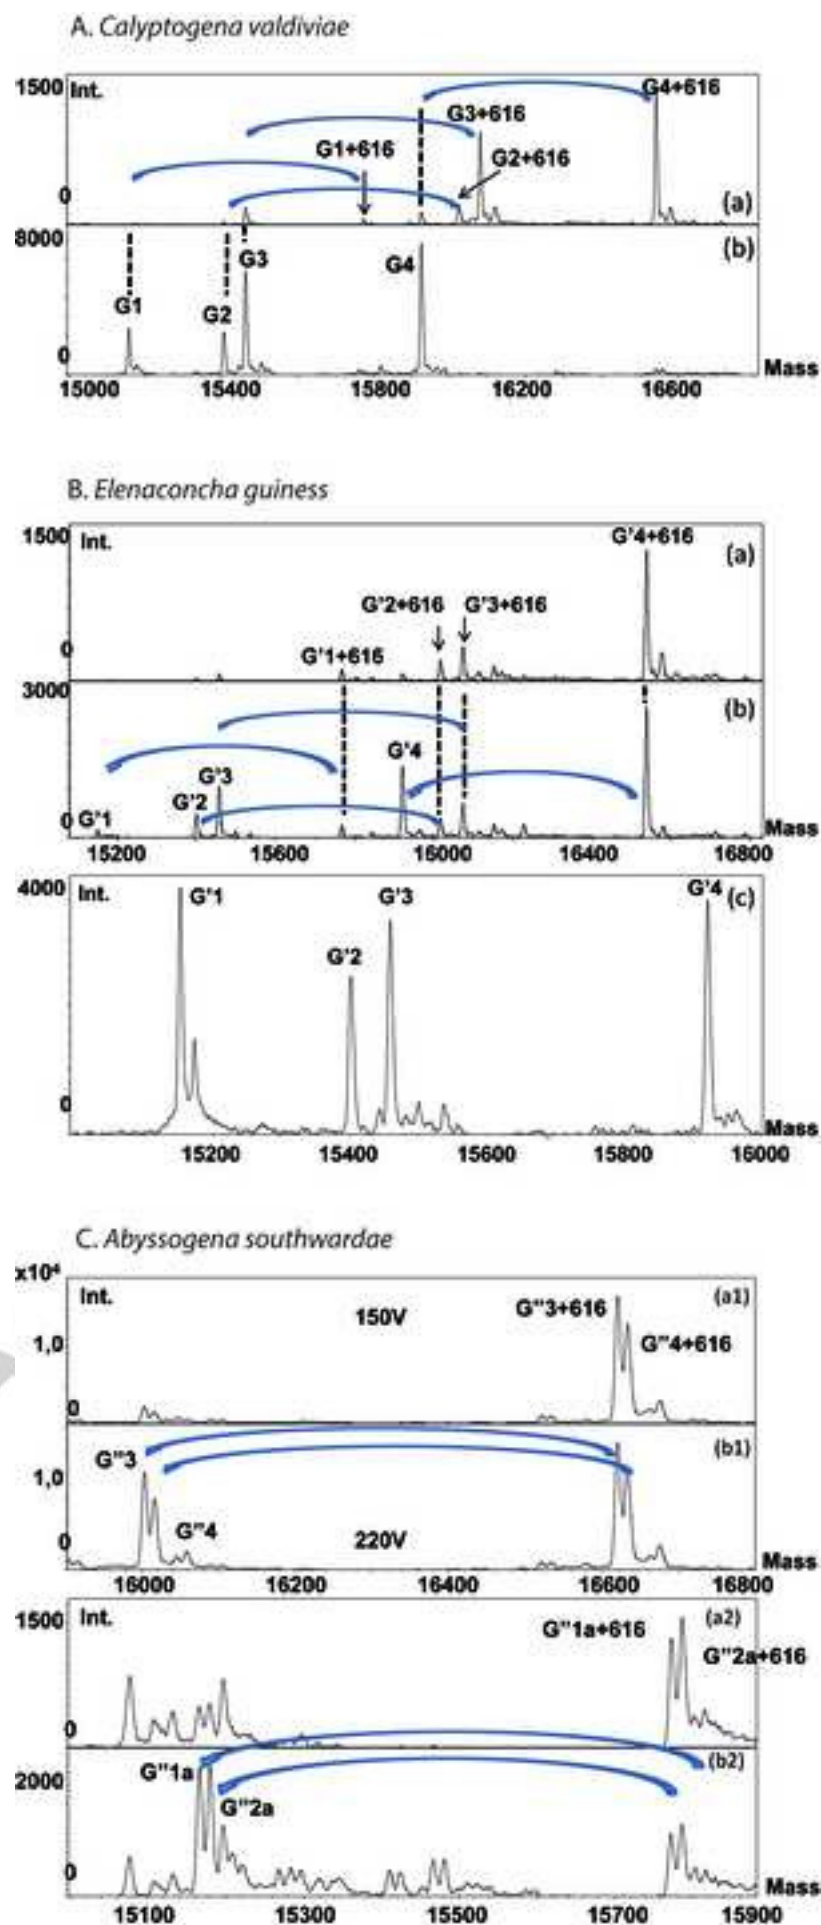 A. Calyptogena valdiviae
1500 Int.
G4+616
G3+616
G1+616
G2+616
0
(a)
8000
(b)
G3
G4
G1
G2
0
Mass
15000 15400 15800 16200 16600
B. Elenaconcha guiness
1500 Int.
G'4+616
(a)
G'2+616 G'3+616
0
G'1+616
3000
(b)
G'4
G'3
G'2
0 G'1
Mass
15200 15600 15000 16400 16800
4000 Int.
G'1
G'3
G'4
(c)
G'2
0
Mass
15200 15400 15600 15800 16000
C. Abyssogena southwardae
x10⁴
Int.
(a1)
G"3+616
150V
1,0
G"4+616
0
(b1)
G"3
1,0
G"4
220V
0
Mass
16000 16200 16400 16600 16800
1500 Int.
(a2)
G"1a+616
G"2a+616
0
(b2)
G"1a
2000
G"2a
0
Mass
15100 15300 15500 15700 15900